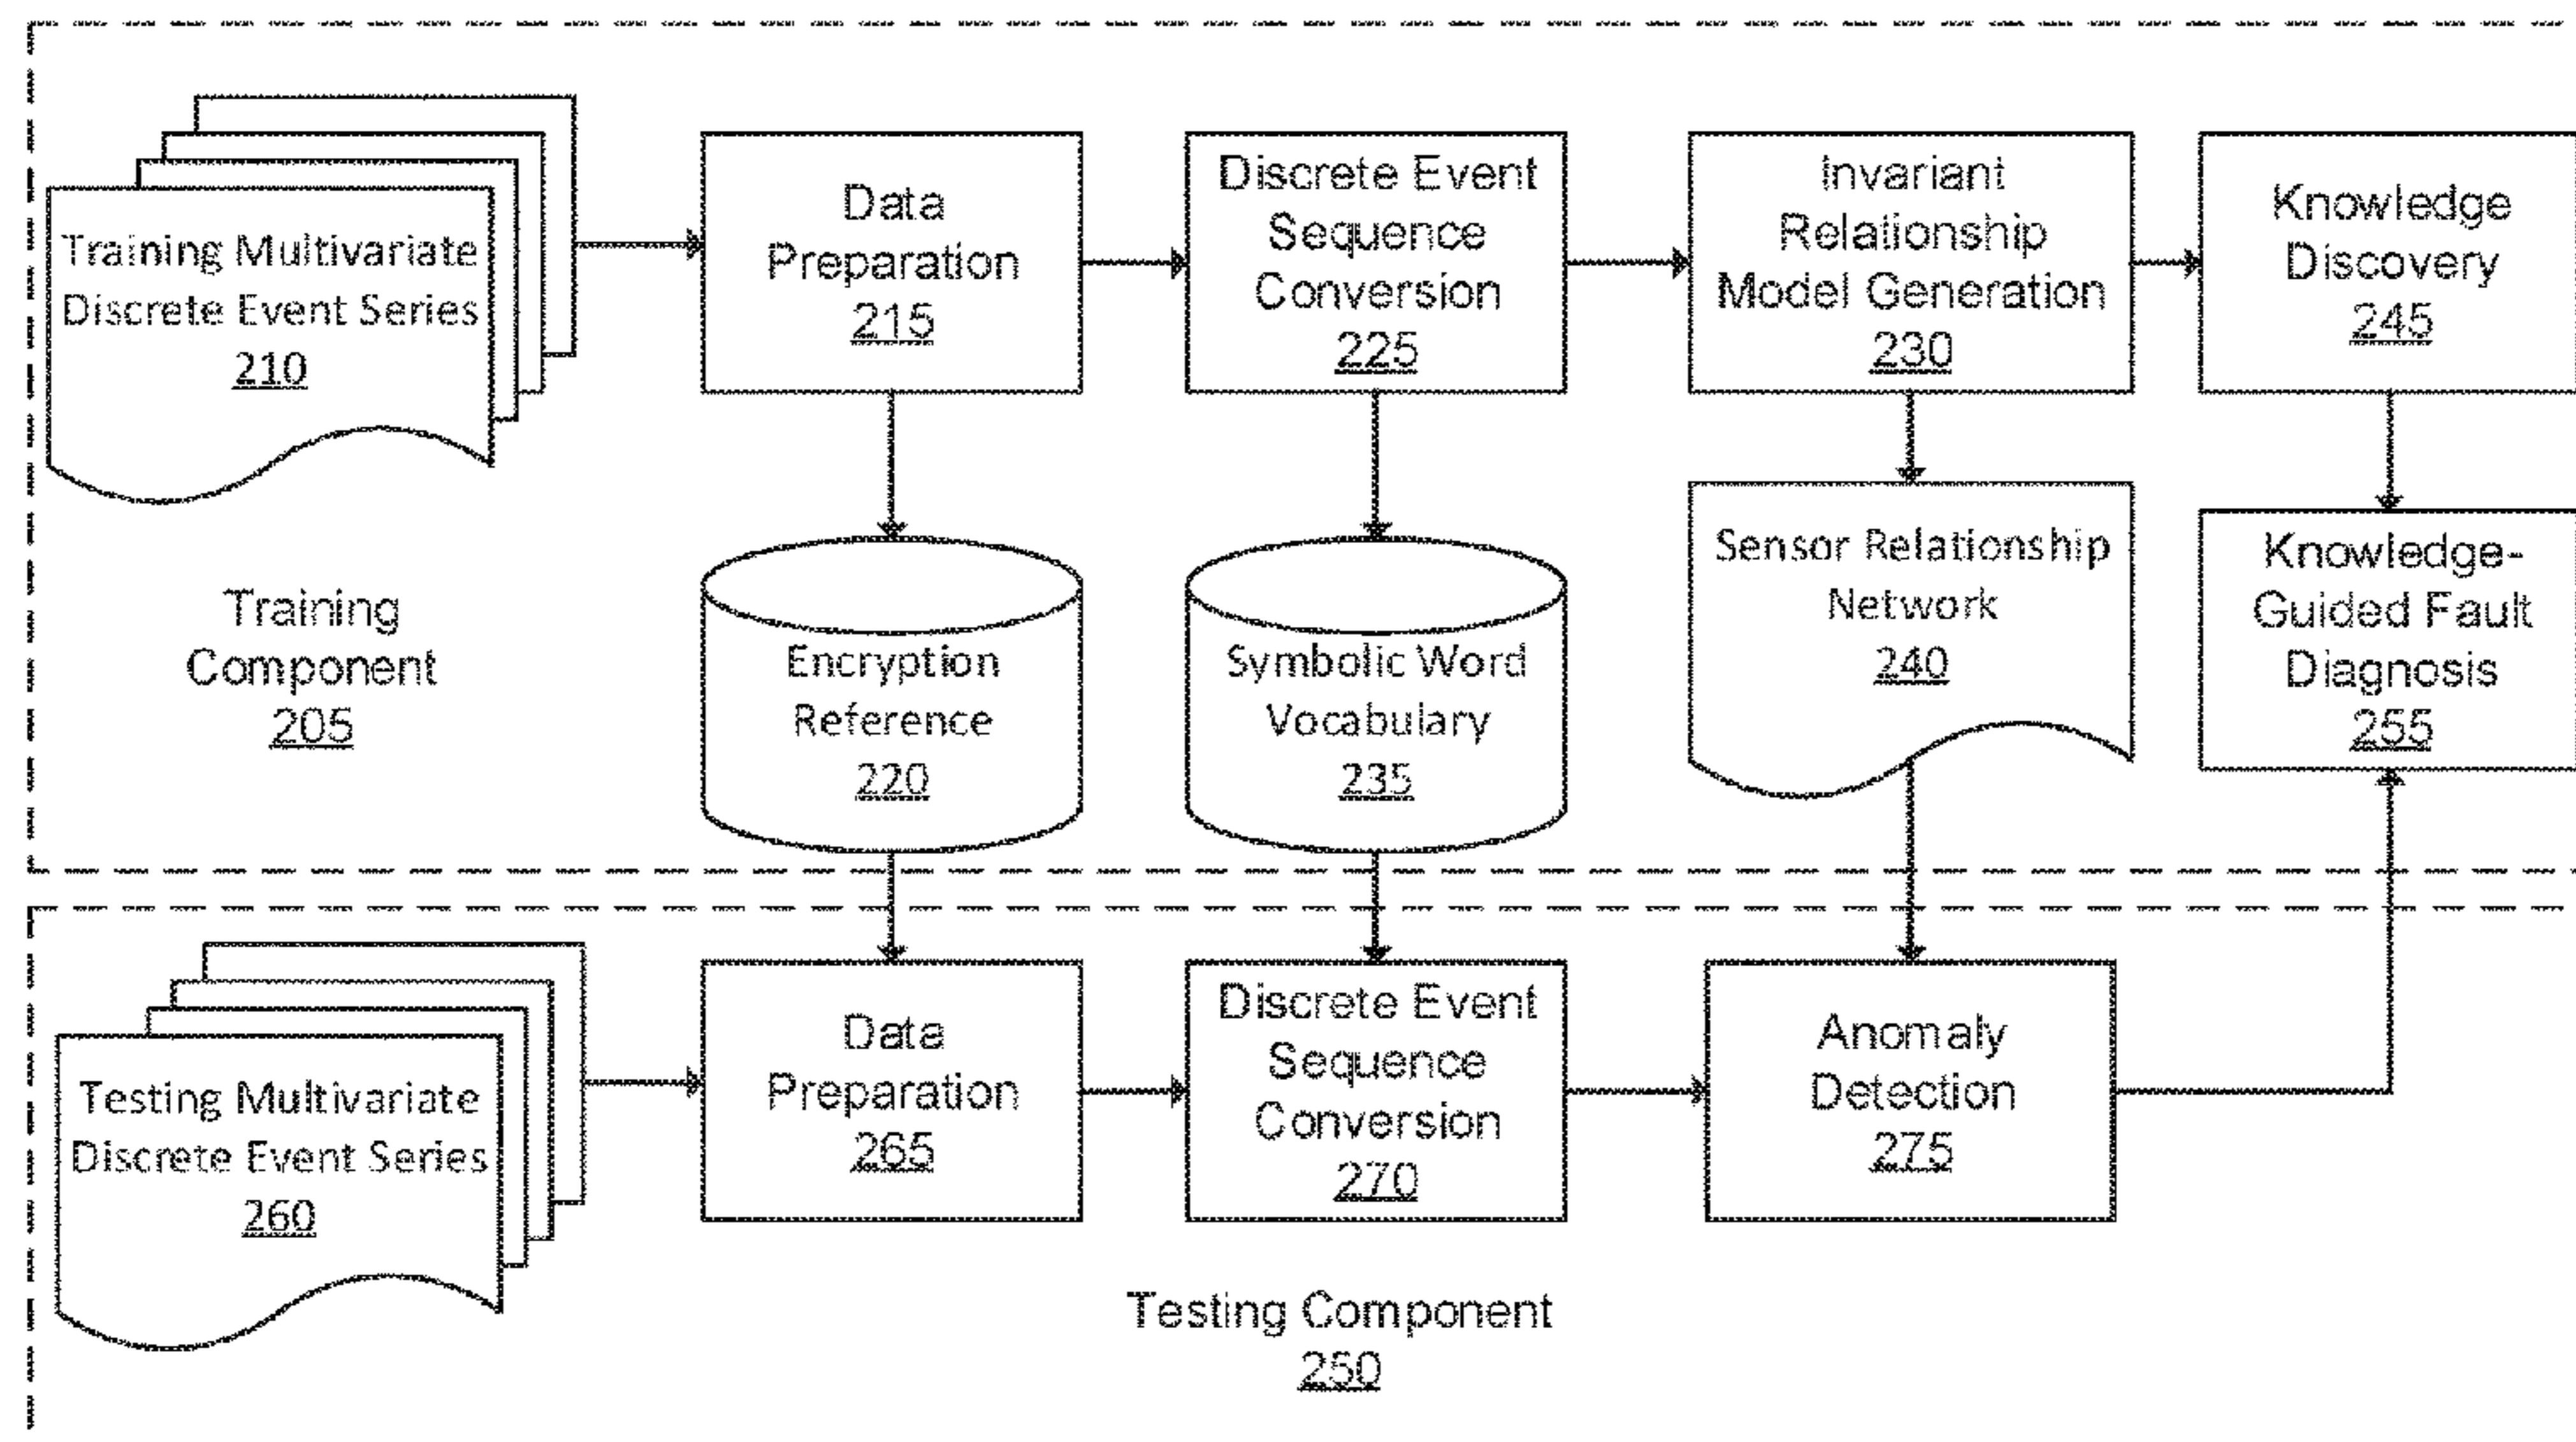 Training Multivariate
Discrete Event Series
210
Data
Preparation
215
Discrete Event
Sequence
Conversion
225
Invariant
Relationship
Model Generation
230
Knowledge
Discovery
245
Training
Component
205
Encryption
Reference
220
Symbolic Word
Vocabulary
235
Sensor Relationship
Network
240
Knowledge-
Guided Fault
Diagnosis
255
Testing Multivariate
Discrete Event Series
260
Data
Preparation
265
Discrete Event
Sequence
Conversion
270
Anomaly
Detection
275
Testing Component
250